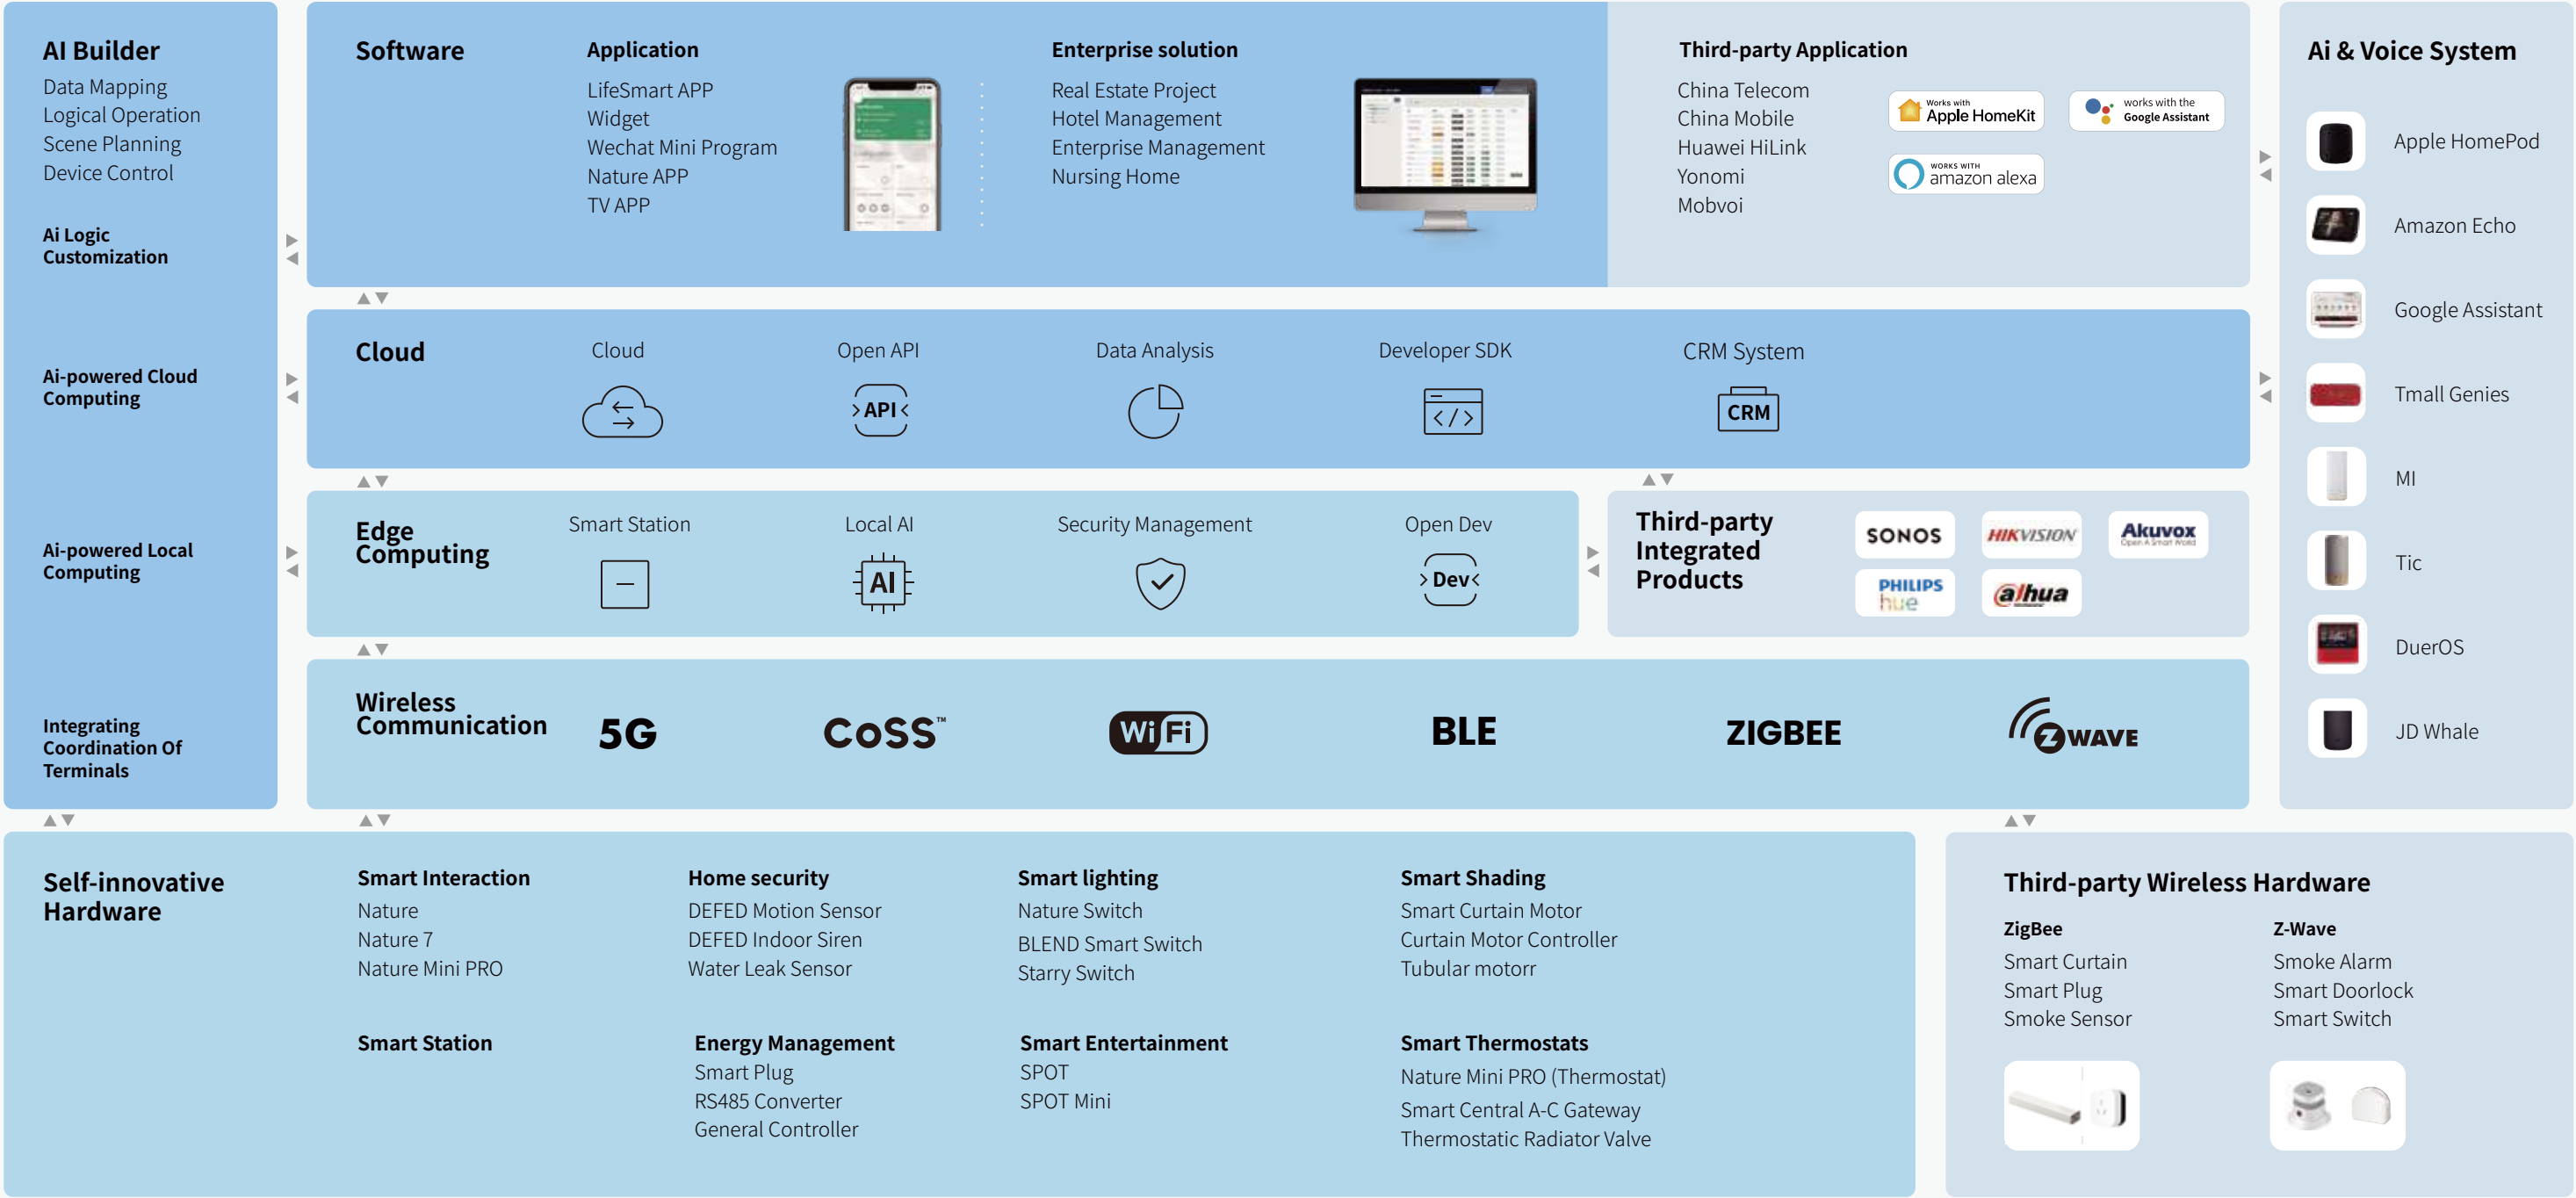 AI Builder
Data Mapping
Logical Operation
Scene Planning
Device Control
Ai Logic
Customization
Ai-powered Cloud
Computing
Ai-powered Local
Computing
Integrating
Coordination Of
Terminals
Software
Application
LifeSmart APP
Widget
Wechat Mini Program
Nature APP
TV APP
Enterprise solution
Real Estate Project
Hotel Management
Enterprise Management
Nursing Home
Third-party Application
China Telecom
China Mobile
Huawei HiLink
Yonomi
Mobvoi
Works with
Apple HomeKit
works with the
Google Assistant
WORKS WITH
amazon alexa
Cloud
Cloud
Open API
API
Data Analysis
Developer SDK
</>
CRM System
CRM
Edge
Computing
Smart Station
Local AI
AI
Security Management
Open Dev
Dev
Third-party
Integrated
Products
SONOS
HIKVISION
Akuvox
Open A Smart World
PHILIPS
hue
alhua
Wireless
Communication
5G
CoSS™
WiFi
BLE
ZIGBEE
Z WAVE
Ai & Voice System
Apple HomePod
Amazon Echo
Google Assistant
Tmall Genies
MI
Tic
DuerOS
JD Whale
Self-innovative
Hardware
Smart Interaction
Nature
Nature 7
Nature Mini PRO
Home security
DEFED Motion Sensor
DEFED Indoor Siren
Water Leak Sensor
Smart lighting
Nature Switch
BLEND Smart Switch
Starry Switch
Smart Shading
Smart Curtain Motor
Curtain Motor Controller
Tubular motorr
Smart Station
Energy Management
Smart Plug
RS485 Converter
General Controller
Smart Entertainment
SPOT
SPOT Mini
Smart Thermostats
Nature Mini PRO (Thermostat)
Smart Central A-C Gateway
Thermostatic Radiator Valve
Third-party Wireless Hardware
ZigBee
Smart Curtain
Smart Plug
Smoke Sensor
Z-Wave
Smoke Alarm
Smart Doorlock
Smart Switch